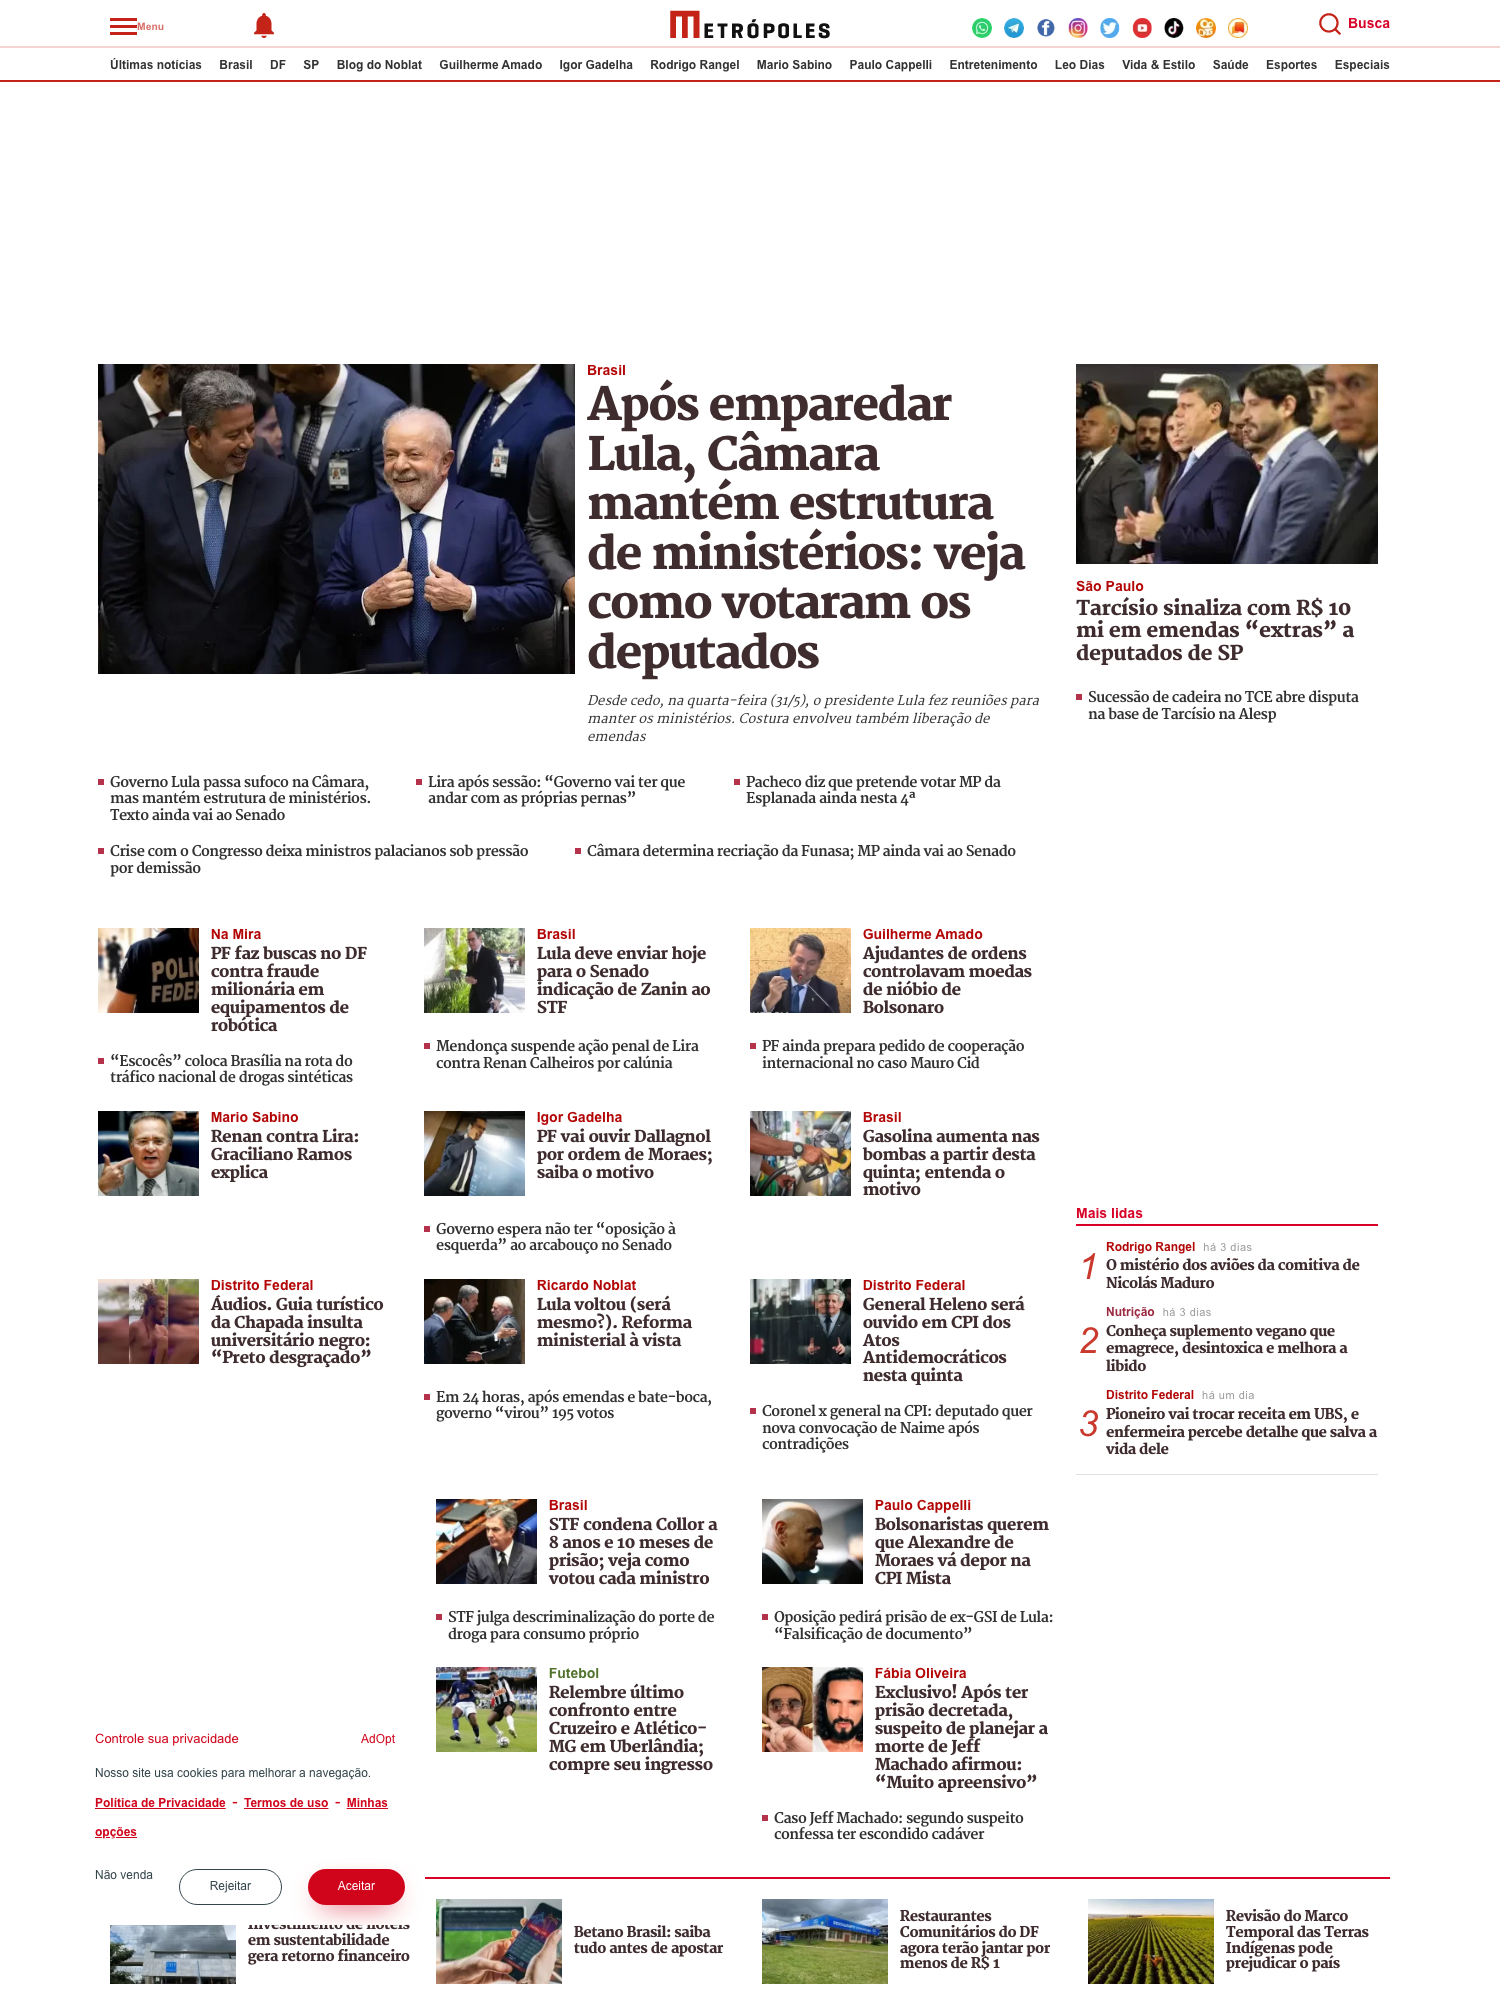 Menu
METRÓPOLES
Busca
Últimas notícias Brasil DF SP Blog do Noblat Guilherme Amado Igor Gadelha Rodrigo Rangel Mario Sabino Paulo Cappelli Entretenimento Leo Dias Vida & Estilo Saúde Esportes Especiais
Brasil
Após emparedar
Lula, Câmara
mantém estrutura
de ministérios: veja
como votaram os
deputados
Desde cedo, na quarta-feira (31/5), o presidente Lula fez reuniões para
manter os ministérios. Costura envolveu também liberação de
emendas
São Paulo
Tarcísio sinaliza com R$ 10
mi em emendas “extras” a
deputados de SP
Sucessão de cadeira no TCE abre disputa
na base de Tarcísio na Alesp
Governo Lula passa sufoco na Câmara,
mas mantém estrutura de ministérios.
Texto ainda vai ao Senado
Lira após sessão: “Governo vai ter que
andar com as próprias pernas”
Pacheco diz que pretende votar MP da
Esplanada ainda nesta 4ª
Crise com o Congresso deixa ministros palacianos sob pressão
por demissão
Câmara determina recriação da Funasa; MP ainda vai ao Senado
Na Mira
PF faz buscas no DF
contra fraude
milionária em
equipamentos de
robótica
“Escocês” coloca Brasília na rota do
tráfico nacional de drogas sintéticas
Brasil
Lula deve enviar hoje
para o Senado
indicação de Zanin ao
STF
Mendonça suspende ação penal de Lira
contra Renan Calheiros por calúnia
Guilherme Amado
Ajudantes de ordens
controlavam moedas
de nióbio de
Bolsonaro
PF ainda prepara pedido de cooperação
internacional no caso Mauro Cid
Mario Sabino
Renan contra Lira:
Graciliano Ramos
explica
Igor Gadelha
PF vai ouvir Dallagnol
por ordem de Moraes;
saiba o motivo
Governo espera não ter “oposição à
esquerda” ao arcabouço no Senado
Brasil
Gasolina aumenta nas
bombas a partir desta
quinta; entenda o
motivo
Distrito Federal
Áudios. Guia turístico
da Chapada insulta
universitário negro:
“Preto desgraçado”
Ricardo Noblat
Lula voltou (será
mesmo?). Reforma
ministerial à vista
Em 24 horas, após emendas e bate-boca,
governo “virou” 195 votos
Distrito Federal
General Heleno será
ouvido em CPI dos
Atos
Antidemocráticos
nesta quinta
Coronel x general na CPI: deputado quer
nova convocação de Naime após
contradições
Mais lidas
1
Rodrigo Rangel há 3 dias
O mistério dos aviões da comitiva de
Nicolás Maduro
2
Nutrição há 3 dias
Conheça suplemento vegano que
emagrece, desintoxica e melhora a
libido
3
Distrito Federal há um dia
Pioneiro vai trocar receita em UBS, e
enfermeira percebe detalhe que salva a
vida dele
Brasil
STF condena Collor a
8 anos e 10 meses de
prisão; veja como
votou cada ministro
STF julga descriminalização do porte de
droga para consumo próprio
Paulo Cappelli
Bolsonaristas querem
que Alexandre de
Moraes vá depor na
CPI Mista
Oposição pedirá prisão de ex-GSI de Lula:
“Falsificação de documento”
Futebol
Relembre último
confronto entre
Cruzeiro e Atlético-
MG em Uberlândia;
compre seu ingresso
Fábia Oliveira
Exclusivo! Após ter
prisão decretada,
suspeito de planejar a
morte de Jeff
Machado afirmou:
“Muito apreensivo”
Caso Jeff Machado: segundo suspeito
confessa ter escondido cadáver
Controle sua privacidade AdOpt
Nosso site usa cookies para melhorar a navegação.
Política de Privacidade - Termos de uso - Minhas
opções
Não venda Rejeitar Aceitar
investimento de hotéis
em sustentabilidade
gera retorno financeiro
Betano Brasil: saiba
tudo antes de apostar
Restaurantes
Comunitários do DF
agora terão jantar por
menos de R$ 1
Revisão do Marco
Temporal das Terras
Indígenas pode
prejudicar o país